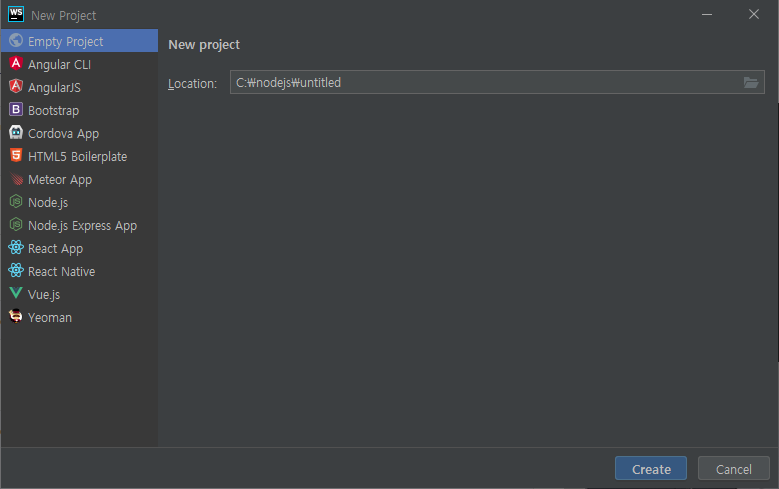 WS New Project
Empty Project
Angular CLI
AngularJS
Bootstrap
Cordova App
HTML5 Boilerplate
Meteor App
Node.js
Node.js Express App
React App
React Native
Vue.js
Yeoman
New project
Location: C:₩nodejs₩untitled
Create Cancel